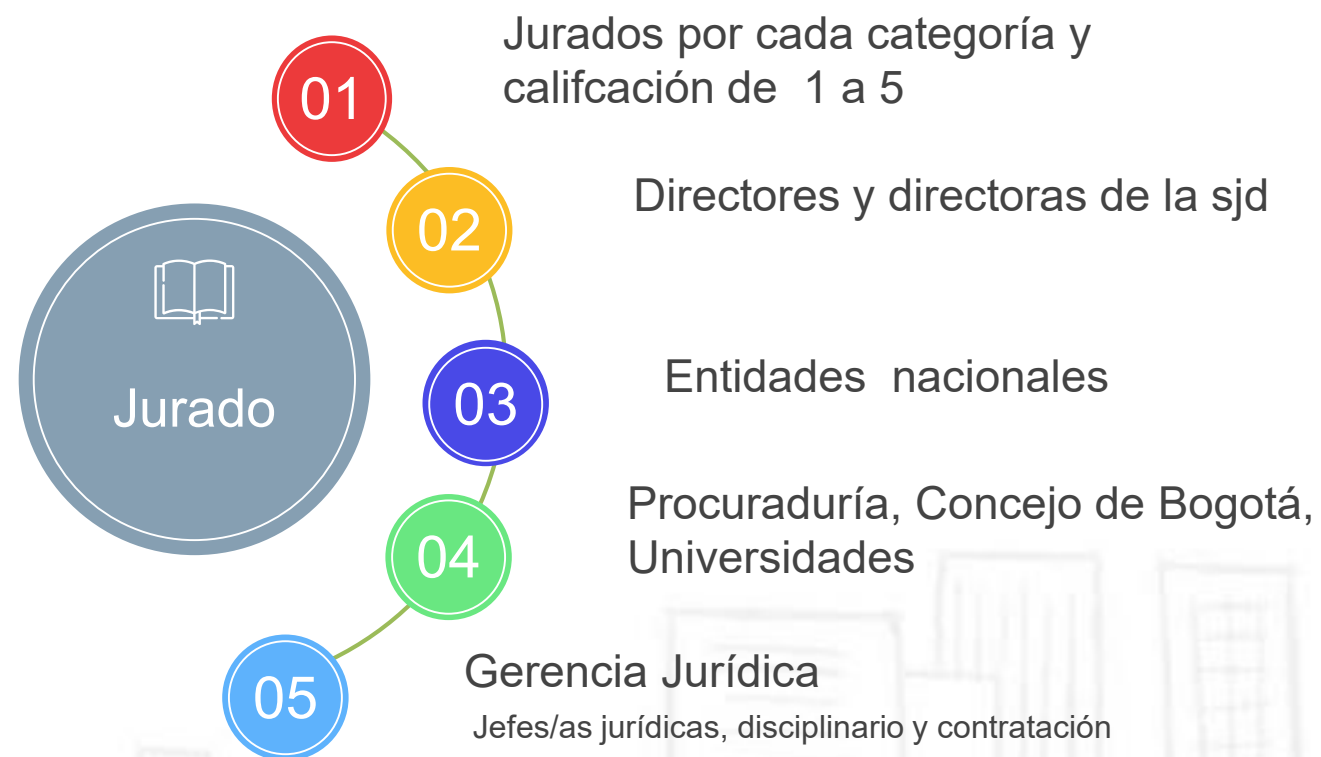 Jurado
01
Jurados por cada categoría y
califcación de  1 a 5
02
Directores y directoras de la sjd
03
Entidades  nacionales
04
Procuraduría, Concejo de Bogotá,
Universidades
05
Gerencia Jurídica
Jefes/as jurídicas, disciplinario y contratación